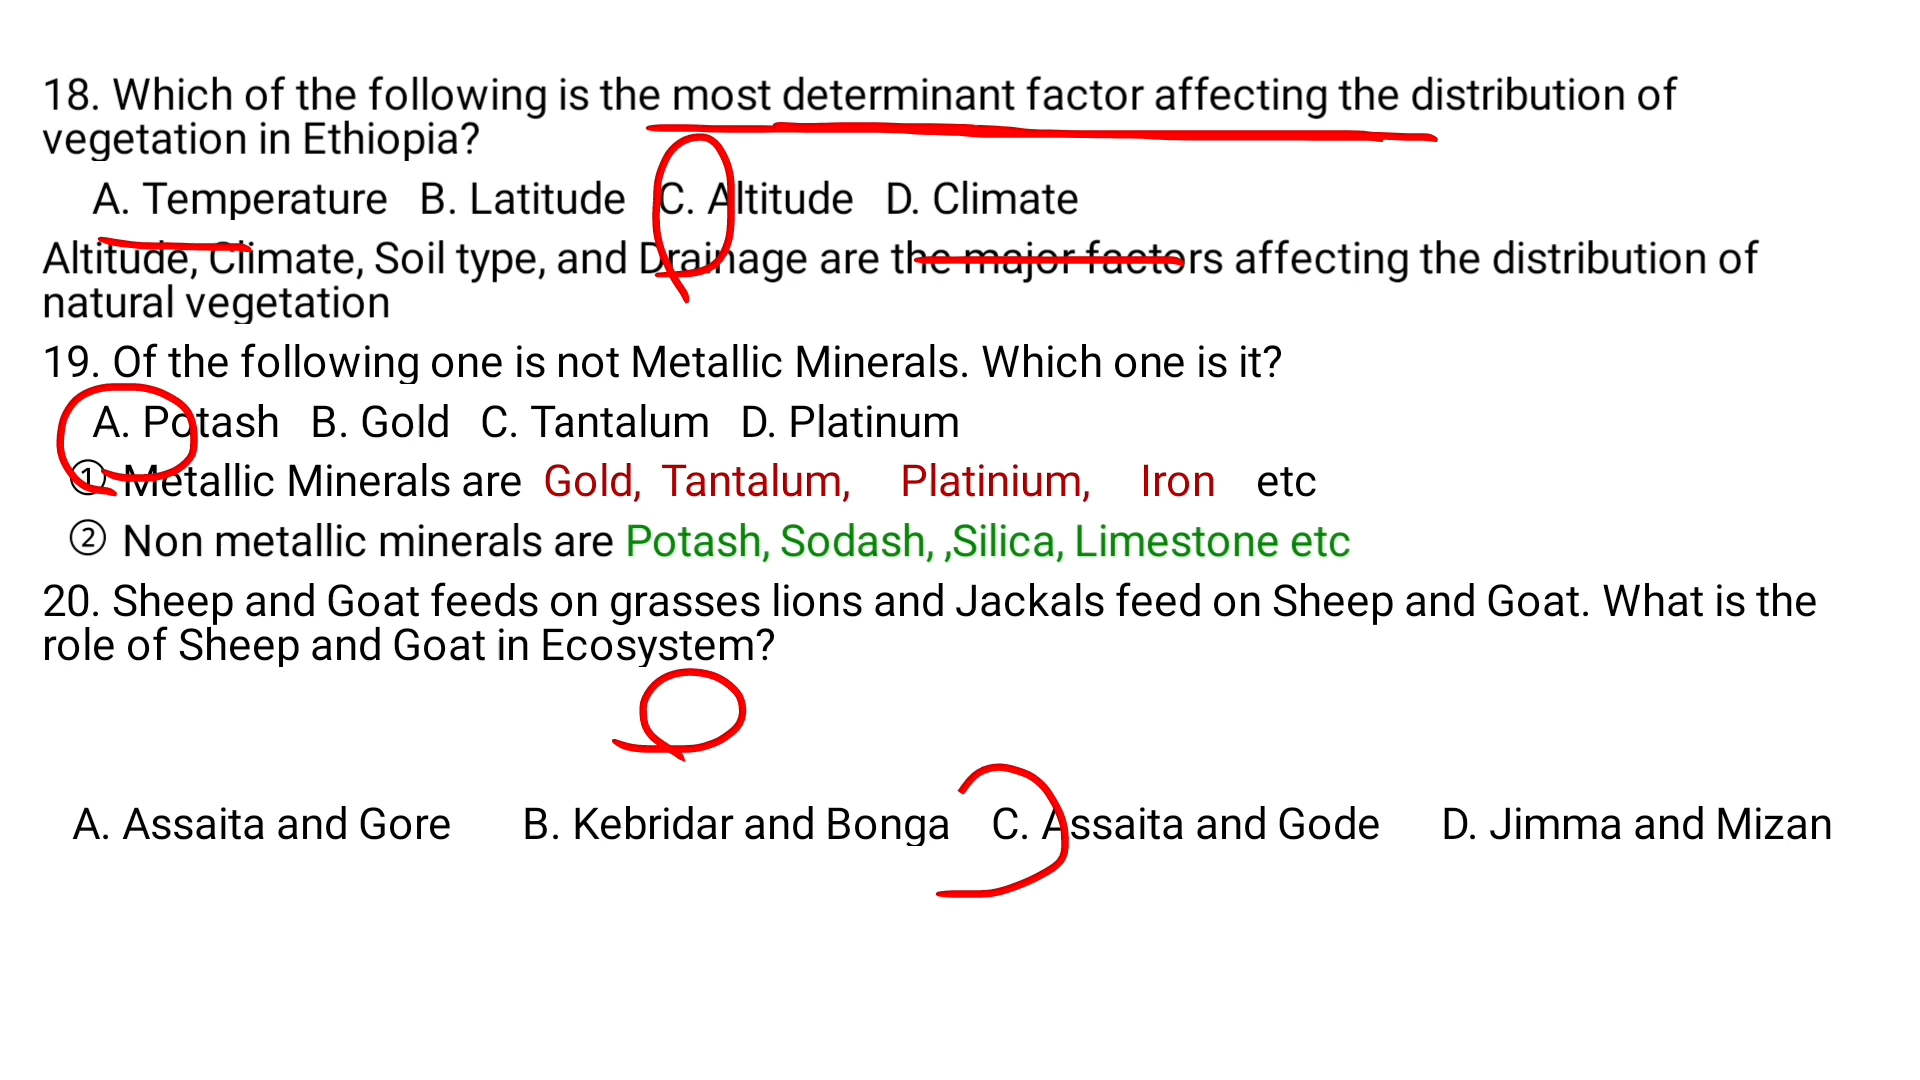 18. Which of the following is the most determinant factor affecting the distribution of
vegetation in Ethiopia?
A. Temperature B. Latitude C. Altitude D. Climate
Altitude, Climate, Soil type, and Drainage are the major factors affecting the distribution of
natural vegetation
19. Of the following one is not Metallic Minerals. Which one is it?
A. Potash B. Gold C. Tantalum D. Platinum
① Metallic Minerals are Gold, Tantalum, Platinium, Iron etc
② Non metallic minerals are Potash, Sodash, ,Silica, Limestone etc
20. Sheep and Goat feeds on grasses lions and Jackals feed on Sheep and Goat. What is the
role of Sheep and Goat in Ecosystem?
A. Assaita and Gore B. Kebridar and Bonga C. Assaita and Gode D. Jimma and Mizan